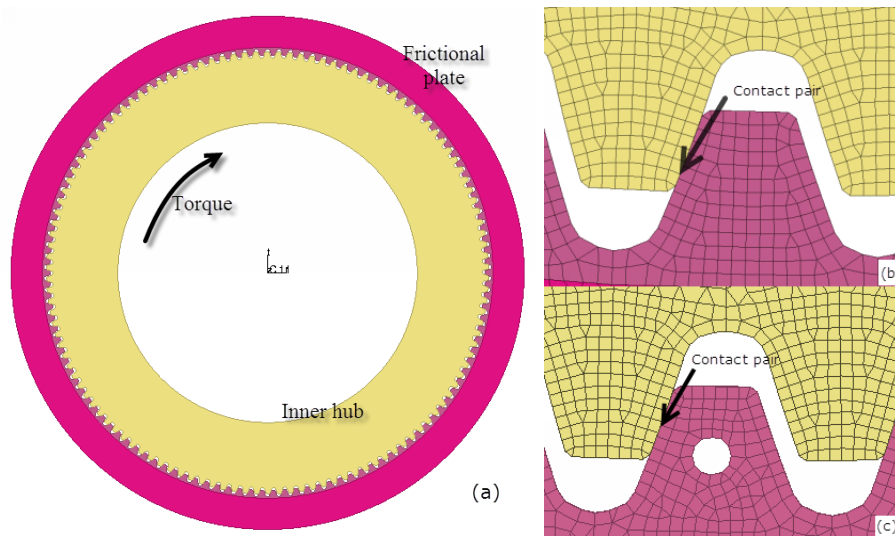 Frictional
plate
Torque
Inner hub
(a)
Contact pair
(b
Contact pair
(c)